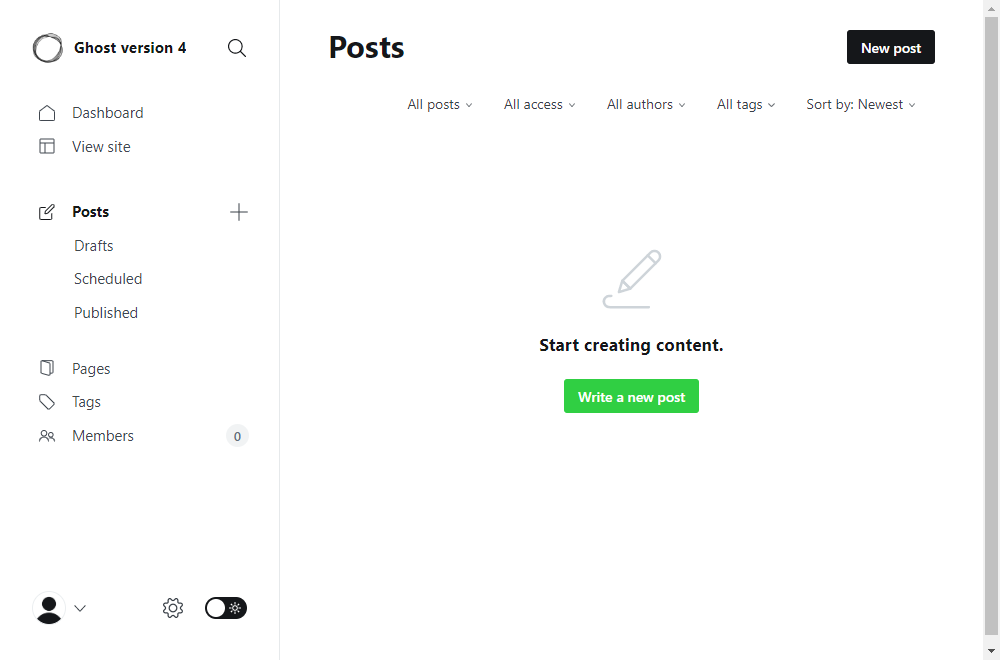 Ghost version 4
Dashboard
View site
Posts
Drafts
Scheduled
Published
Pages
Tags
Members 0
Posts
New post
All posts All access All authors All tags Sort by: Newest
Start creating content.
Write a new post